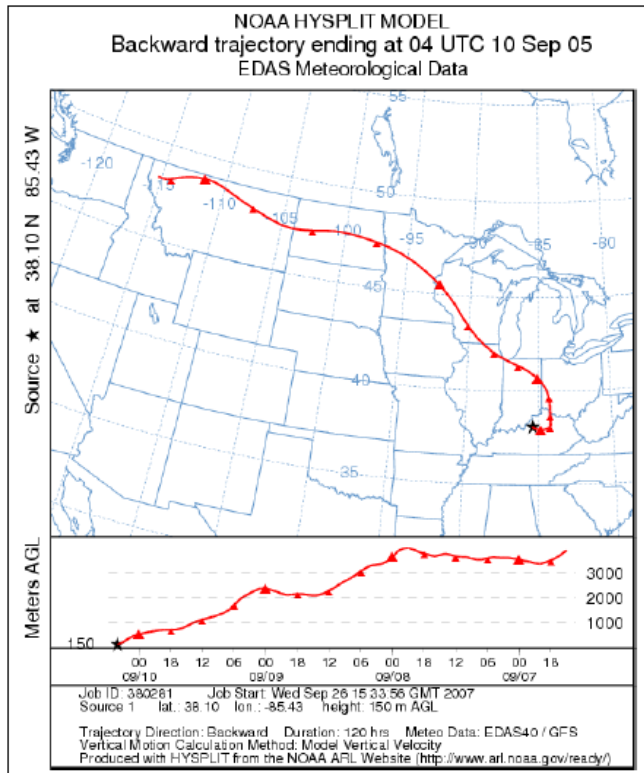 NOAA HYSPLIT MODEL
Backward trajectory ending at 04 UTC 10 Sep 05
EDAS Meteorological Data
Source ★ at 38.10 N 85.43 W
55
-120
-115
-110
50
105
100
-95
90
-85
-80
45
40
35
Meters AGL
3000
2000
1000
150
00 18 12 06 00 18 12 06 00 18 12 06 00 18
09/10 09/09 09/08 09/07
Job ID: 380281 Job Start: Wed Sep 26 15:33:56 GMT 2007
Source 1 lat.: 38.10 lon.: -85.43 height: 150 m AGL
Trajectory Direction: Backward Duration: 120 hrs Meteo Data: EDAS40 / GFS
Vertical Motion Calculation Method: Model Vertical Velocity
Produced with HYSPLIT from the NOAA ARL Website (http://www.arl.noaa.gov/ready/)